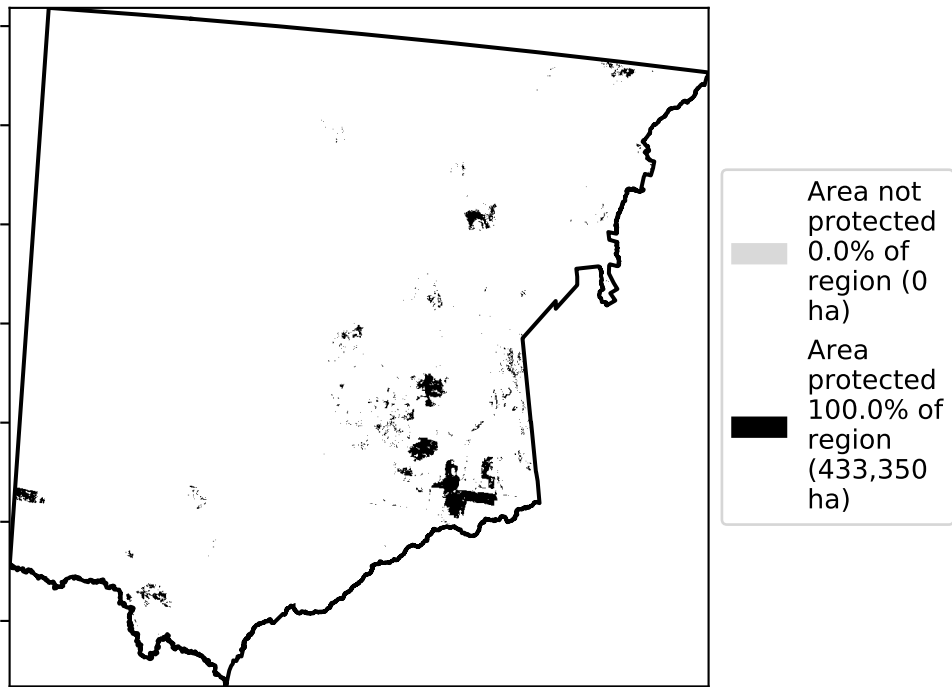 Area not
protected
0.0% of
region (0
ha)
Area
protected
100.0% of
region
(433,350
ha)